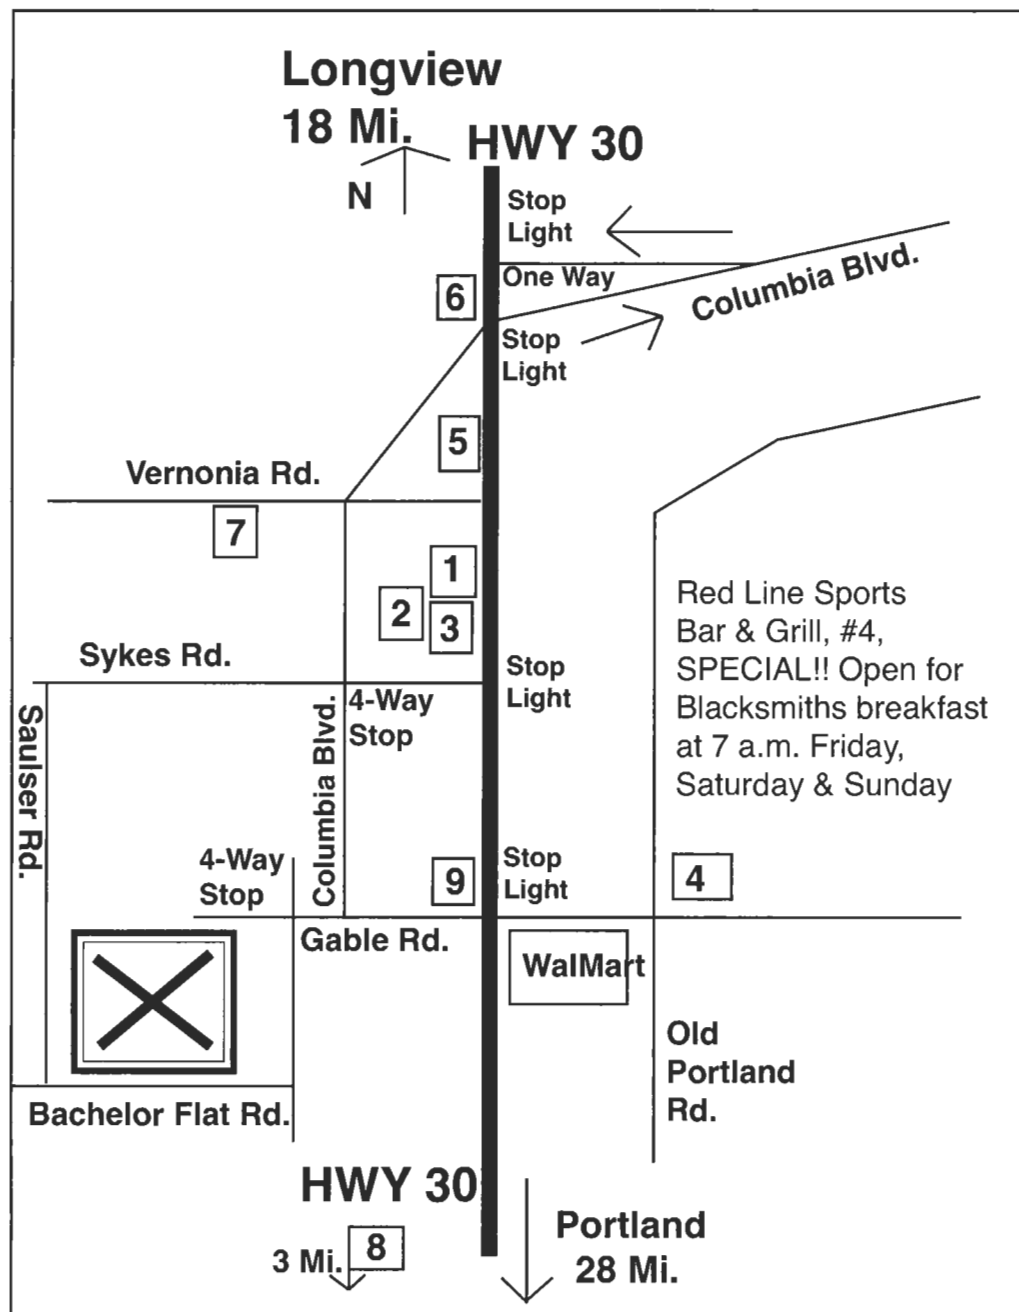 Longview
18 Mi.
HWY 30
N
Stop
Light
One Way
6
Columbia Blvd.
Stop
Light
5
Vernonia Rd.
7
1
2
3
Red Line Sports
Bar & Grill, #4,
SPECIAL!! Open for
Blacksmiths breakfast
at 7 a.m. Friday,
Saturday & Sunday
Sykes Rd.
Stop
Light
4-Way
Stop
Saulser Rd.
Columbia Blvd.
4-Way
Stop
9
Stop
Light
4
Gable Rd.
WalMart
Old
Portland
Rd.
Bachelor Flat Rd.
HWY 30
8
3 Mi.
Portland
28 Mi.